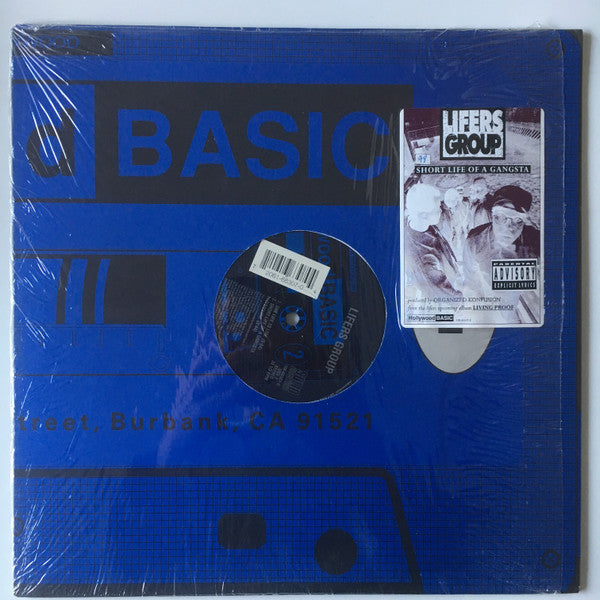 d BASIC
LIFERS
GROUP
SHORT LIFE OF A GANGSTA
PARENTAL
ADVISORY
EXPLICIT LYRICS
produced by ORGANIZED KONFUSION
from the lifers upcoming album LIVING PROOF
Hollywood BASIC
BASIC
LIFERS GROUP
2
treet, Burbank, CA 91521